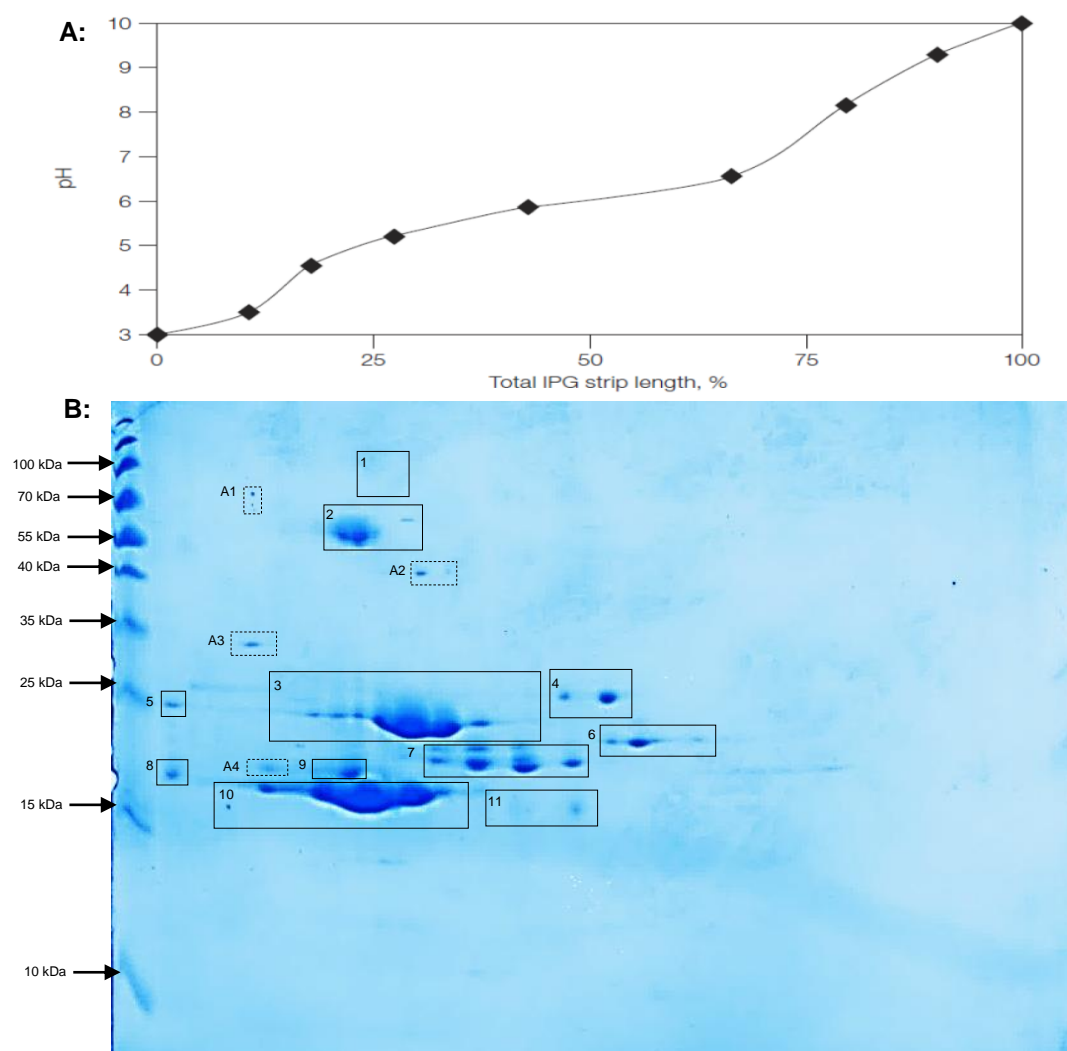 A:
10
9
8
7
6
5
4
3
pH
0 25 50 75 100
Total IPG strip length, %
B:
100 kDa
70 kDa
55 kDa
40 kDa
35 kDa
25 kDa
15 kDa
10 kDa
1
A1
2
A2
A3
3
4
5
6
7
8
A4
9
10
11